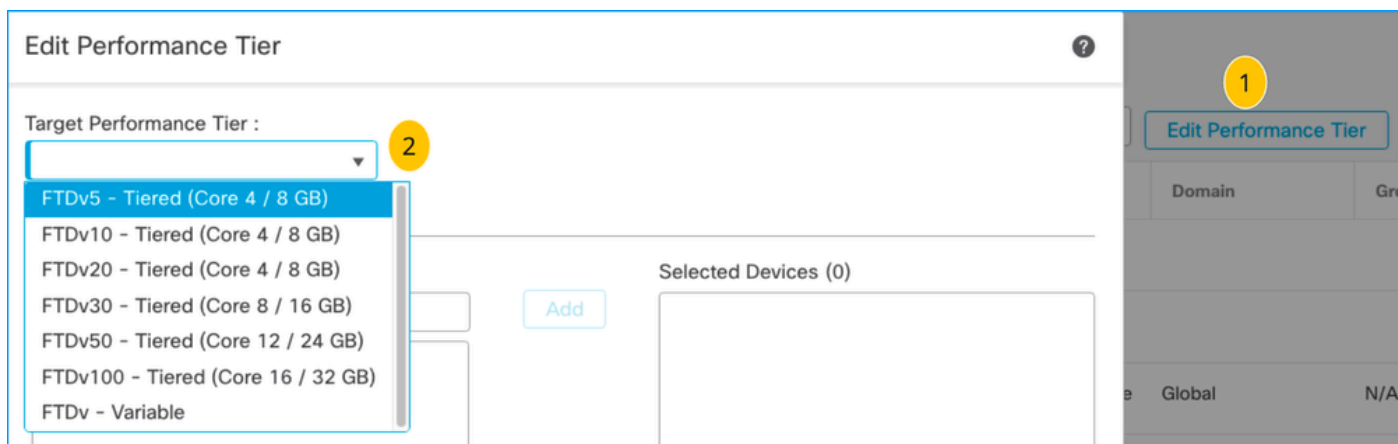 Edit Performance Tier
?
1
Edit Performance Tier
Target Performance Tier :
2
FTDv5 - Tiered (Core 4 / 8 GB)
FTDv10 - Tiered (Core 4 / 8 GB)
FTDv20 - Tiered (Core 4 / 8 GB)
FTDv30 - Tiered (Core 8 / 16 GB)
FTDv50 - Tiered (Core 12 / 24 GB)
FTDv100 - Tiered (Core 16 / 32 GB)
FTDv - Variable
Add
Selected Devices (0)
Domain
Gro
e
Global
N/A